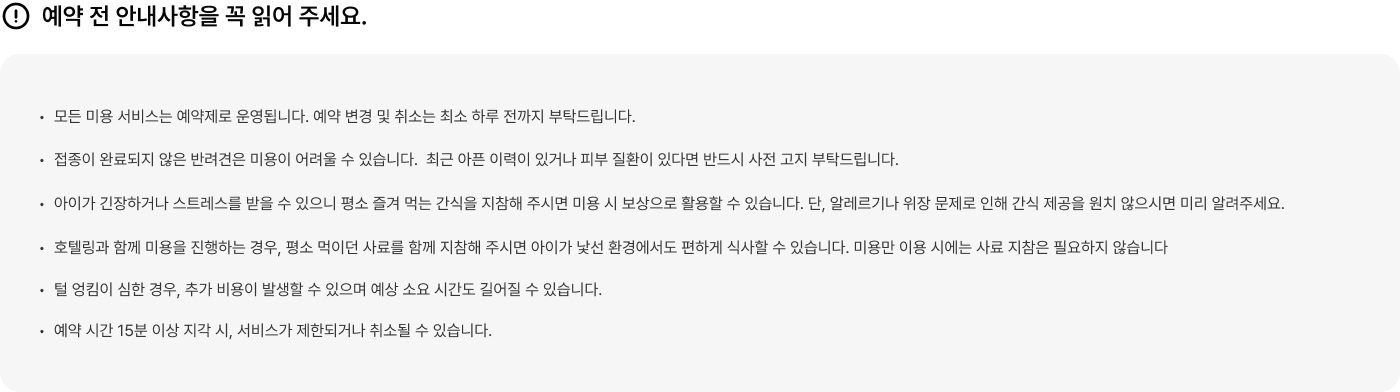 예약 전 안내사항을 꼭 읽어 주세요.
• 모든 미용 서비스는 예약제로 운영됩니다. 예약 변경 및 취소는 최소 하루 전까지 부탁드립니다.
• 접종이 완료되지 않은 반려견은 미용이 어려울 수 있습니다.  최근 아픈 이력이 있거나 피부 질환이 있다면 반드시 사전 고지 부탁드립니다.
• 아이가 긴장하거나 스트레스를 받을 수 있으니 평소 즐겨 먹는 간식을 지참해 주시면 미용 시 보상으로 활용할 수 있습니다. 단, 알레르기나 위장 문제로 인해 간식 제공을 원치 않으시면 미리 알려주세요.
• 호텔링과 함께 미용을 진행하는 경우, 평소 먹이던 사료를 함께 지참해 주시면 아이가 낯선 환경에서도 편하게 식사할 수 있습니다. 미용만 이용 시에는 사료 지참은 필요하지 않습니다
• 털 엉킴이 심한 경우, 추가 비용이 발생할 수 있으며 예상 소요 시간도 길어질 수 있습니다.
• 예약 시간 15분 이상 지각 시, 서비스가 제한되거나 취소될 수 있습니다.